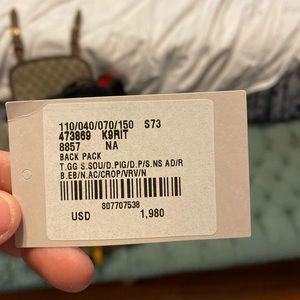 110/040/070/150 S73
473869 K9RIT
8857 NA
BACK PACK
T.GG S.SOU/D.PIG/D.P/S.NS AD/R
B.EB/N.AC/CROP/VRV/N
807707538
USD 1,980